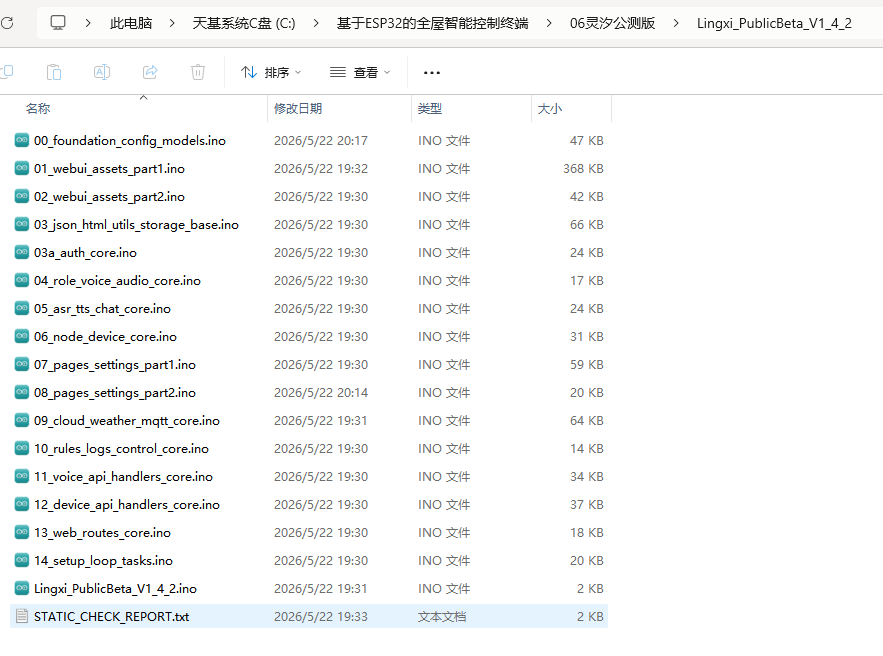 此电脑 > 天基系统C盘 (C:) > 基于ESP32的全屋智能控制终端 > 06灵汐公测版 > Lingxi_PublicBeta_V1_4_2
排序 查看 ...
名称 修改日期 类型 大小
00_foundation_config_models.ino 2026/5/22 20:17 INO 文件 47 KB
01_webui_assets_part1.ino 2026/5/22 19:32 INO 文件 368 KB
02_webui_assets_part2.ino 2026/5/22 19:30 INO 文件 42 KB
03_json_html_utils_storage_base.ino 2026/5/22 19:30 INO 文件 66 KB
03a_auth_core.ino 2026/5/22 19:30 INO 文件 24 KB
04_role_voice_audio_core.ino 2026/5/22 19:30 INO 文件 17 KB
05_asr_tts_chat_core.ino 2026/5/22 19:30 INO 文件 24 KB
06_node_device_core.ino 2026/5/22 19:30 INO 文件 31 KB
07_pages_settings_part1.ino 2026/5/22 19:30 INO 文件 59 KB
08_pages_settings_part2.ino 2026/5/22 20:14 INO 文件 20 KB
09_cloud_weather_mqtt_core.ino 2026/5/22 19:31 INO 文件 64 KB
10_rules_logs_control_core.ino 2026/5/22 19:30 INO 文件 14 KB
11_voice_api_handlers_core.ino 2026/5/22 19:30 INO 文件 34 KB
12_device_api_handlers_core.ino 2026/5/22 19:30 INO 文件 37 KB
13_web_routes_core.ino 2026/5/22 19:30 INO 文件 18 KB
14_setup_loop_tasks.ino 2026/5/22 19:30 INO 文件 20 KB
Lingxi_PublicBeta_V1_4_2.ino 2026/5/22 19:31 INO 文件 2 KB
STATIC_CHECK_REPORT.txt 2026/5/22 19:33 文本文档 2 KB